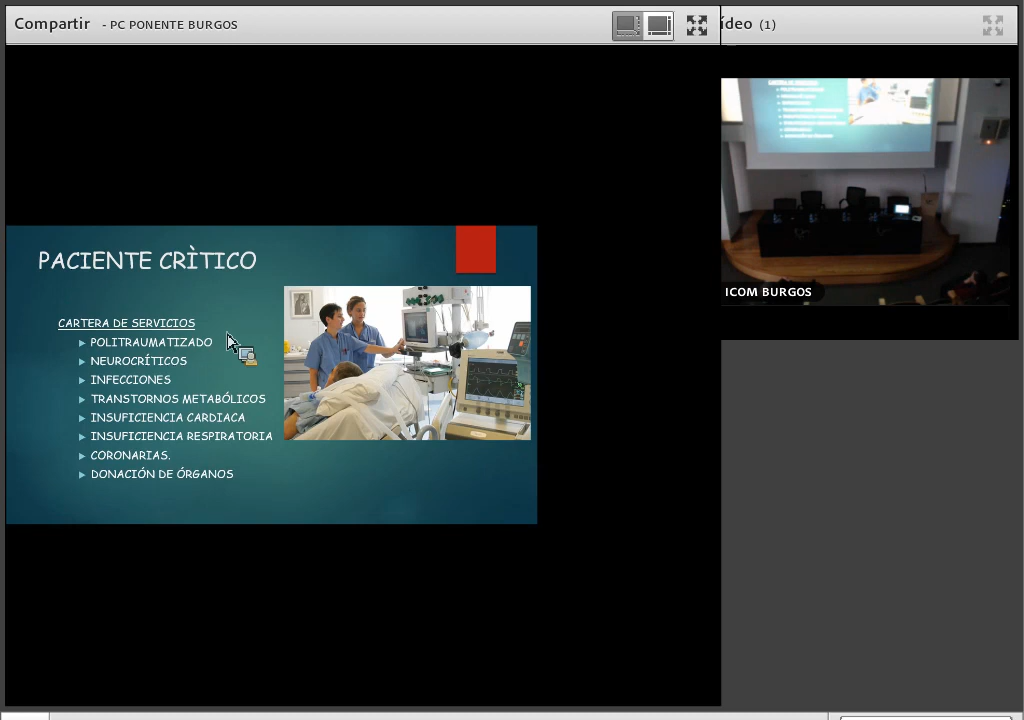 Compartir - PC PONENTE BURGOS
ídeo (1)
PACIENTE CRÌTICO
CARTERA DE SERVICIOS
POLITRAUMATIZADO
NEUROCRÍTICOS
INFECCIONES
TRANSTORNOS METABÓLICOS
INSUFICIENCIA CARDIACA
INSUFICIENCIA RESPIRATORIA
CORONARIAS.
DONACIÓN DE ÓRGANOS
ICOM BURGOS